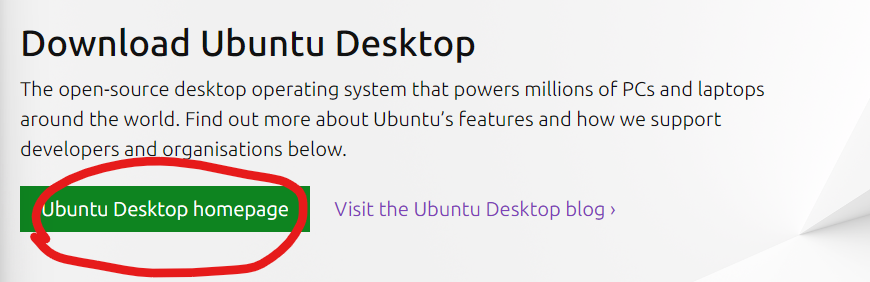 Download Ubuntu Desktop
The open-source desktop operating system that powers millions of PCs and laptops
around the world. Find out more about Ubuntu’s features and how we support
developers and organisations below.
Ubuntu Desktop homepage
Visit the Ubuntu Desktop blog ›